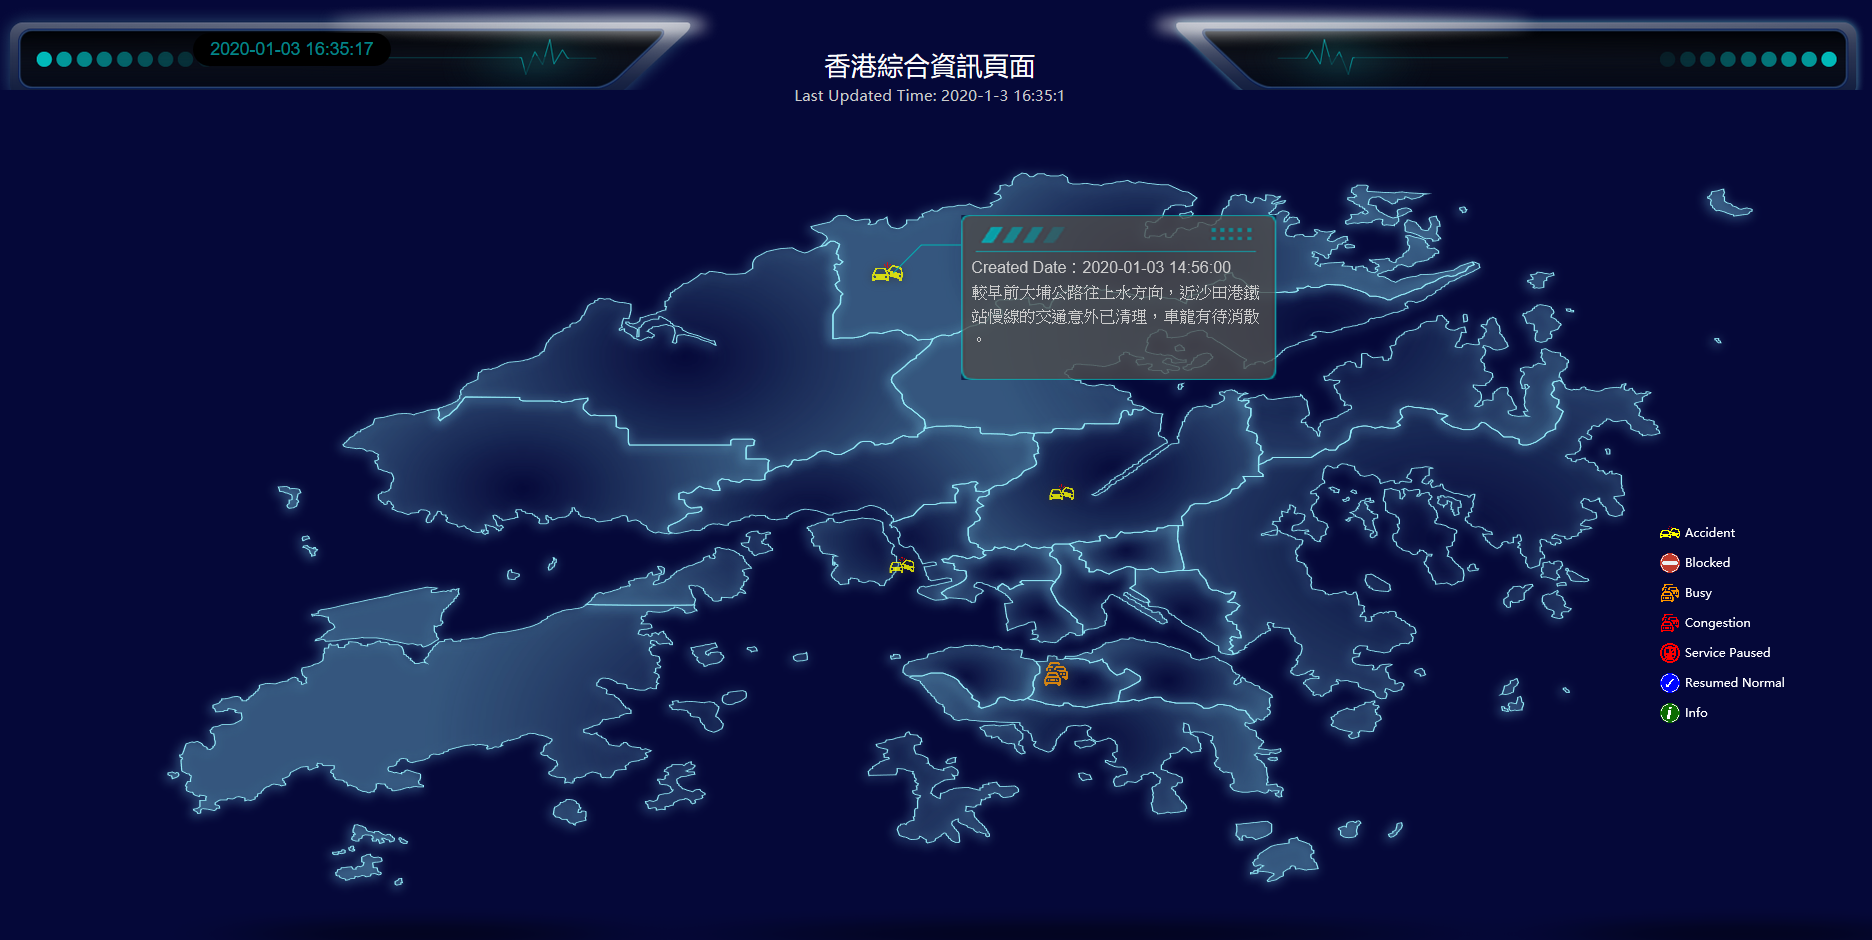 2020-01-03 16:35:17
香港綜合資訊頁面
Last Updated Time: 2020-1-3 16:35:1
Created Date：2020-01-03 14:56:00
較早前大埔公路往上水方向，近沙田港鐵
站慢線的交通意外已清理，車龍有待消散
。
Accident
Blocked
Busy
Congestion
Service Paused
Resumed Normal
Info